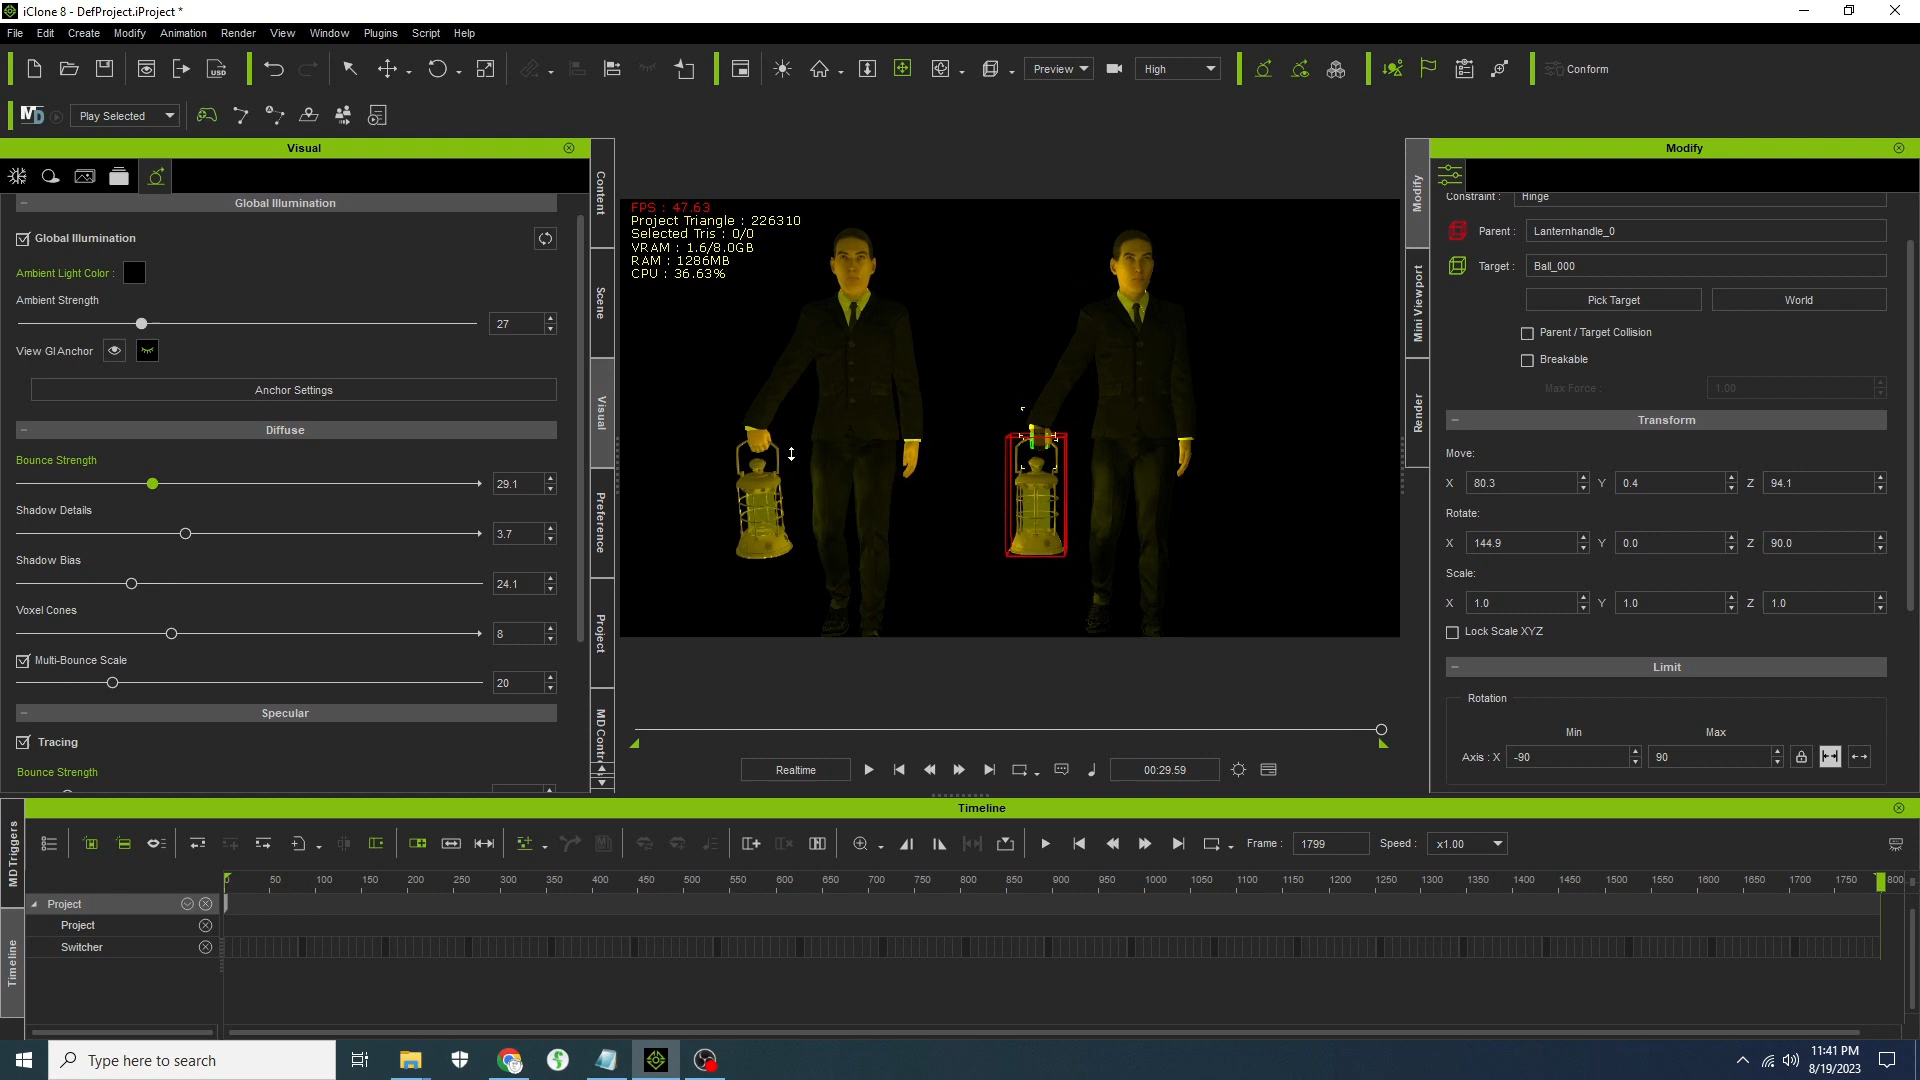 iClone 8 - DefProject.iProject *
File Edit Create Modify Animation Render View Window Plugins Script Help
USD Preview High Conform
MD Play Selected
Visual
Global Illumination
Global Illumination
Ambient Light Color :
Ambient Strength
27
View GI Anchor
Anchor Settings
Diffuse
Bounce Strength
29.1
Shadow Details
3.7
Shadow Bias
24.1
Voxel Cones
8
Multi-Bounce Scale
20
Specular
Tracing
Bounce Strength
Content
Scene
Visual
Preference
Project
MD Contr
FPS : 47.63
Project Triangle : 226310
Selected Tris : 0/0
VRAM : 1.6/8.0GB
RAM : 1286MB
CPU : 36.63%
Realtime 00:29.59
Modify
Mini Viewport
Render
Modify
Constraint : Hinge
Parent : Lanternhandle_0
Target : Ball_000
Pick Target World
Parent / Target Collision
Breakable
Max Force : 1.00
Transform
Move:
X 80.3 Y 0.4 Z 94.1
Rotate:
X 144.9 Y 0.0 Z 90.0
Scale:
X 1.0 Y 1.0 Z 1.0
Lock Scale XYZ
Limit
Rotation
Min Max
Axis : X -90 90
Timeline
MD Triggers
Timeline
Frame : 1799 Speed : x1.00
0 50 100 150 200 250 300 350 400 450 500 550 600 650 700 750 800 850 900 950 1000 1050 1100 1150 1200 1250 1300 1350 1400 1450 1500 1550 1600 1650 1700 1750 800
Project
Project
Switcher
Type here to search
11:41 PM
8/19/2023